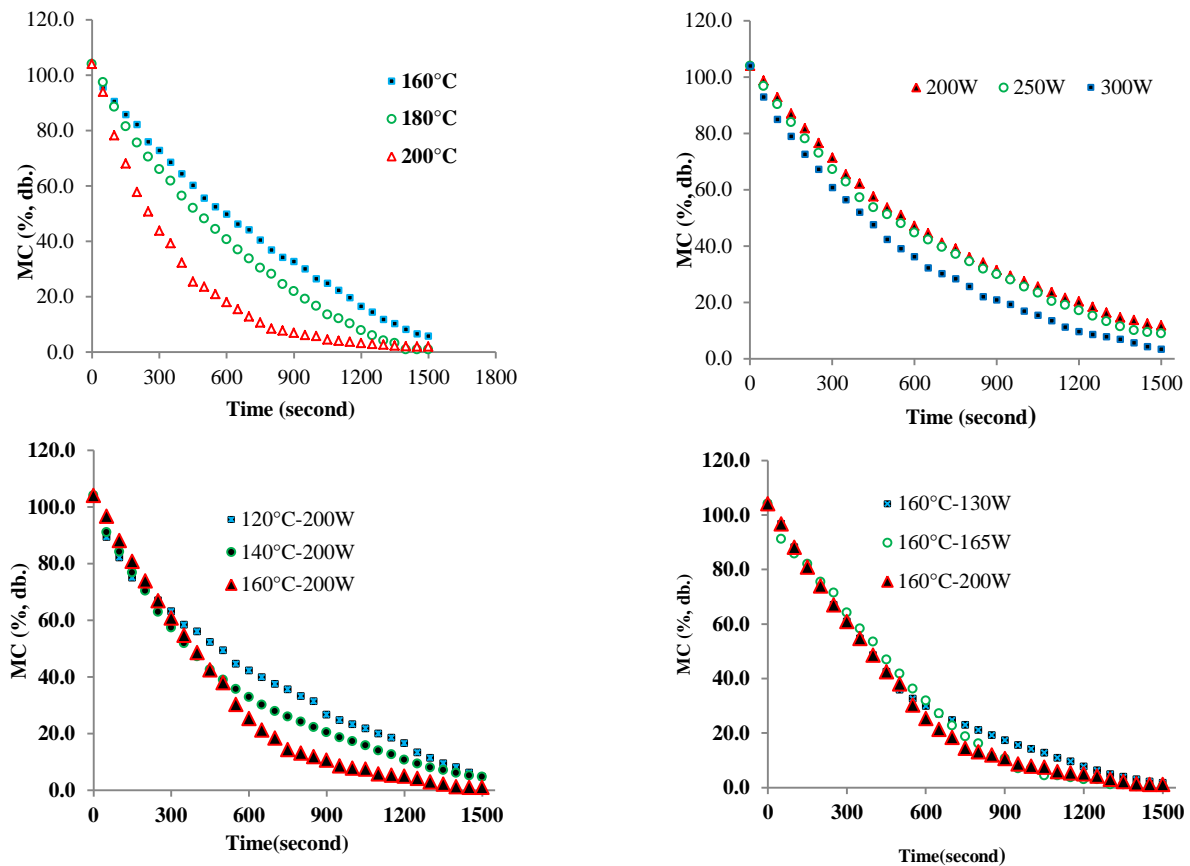 120.0
100.0
80.0
60.0
40.0
20.0
0.0
MC (%, db.)
160°C
180°C
200°C
0 300 600 900 1200 1500 1800
Time (second)
120.0
100.0
80.0
60.0
40.0
20.0
0.0
MC (%, db.)
200W 250W 300W
0 300 600 900 1200 1500
Time (second)
120.0
100.0
80.0
60.0
40.0
20.0
0.0
MC (%, db.)
120°C-200W
140°C-200W
160°C-200W
0 300 600 900 1200 1500
Time(second)
120.0
100.0
80.0
60.0
40.0
20.0
0.0
MC (%, db.)
160°C-130W
160°C-165W
160°C-200W
0 300 600 900 1200 1500
Time(second)